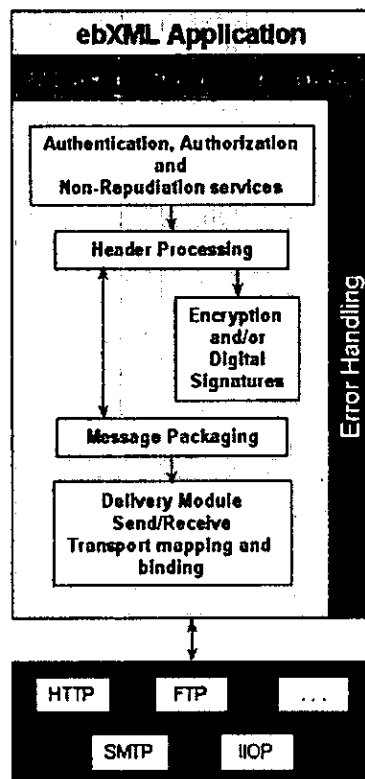 ebXML Application
Authentication, Authorization
and
Non-Repudiation services
Header Processing
Encryption
and/or
Digital
Signatures
Message Packaging
Delivery Module
Send/Receive
Transport mapping and
binding
Error Handling
HTTP
FTP
...
SMTP
IIOP